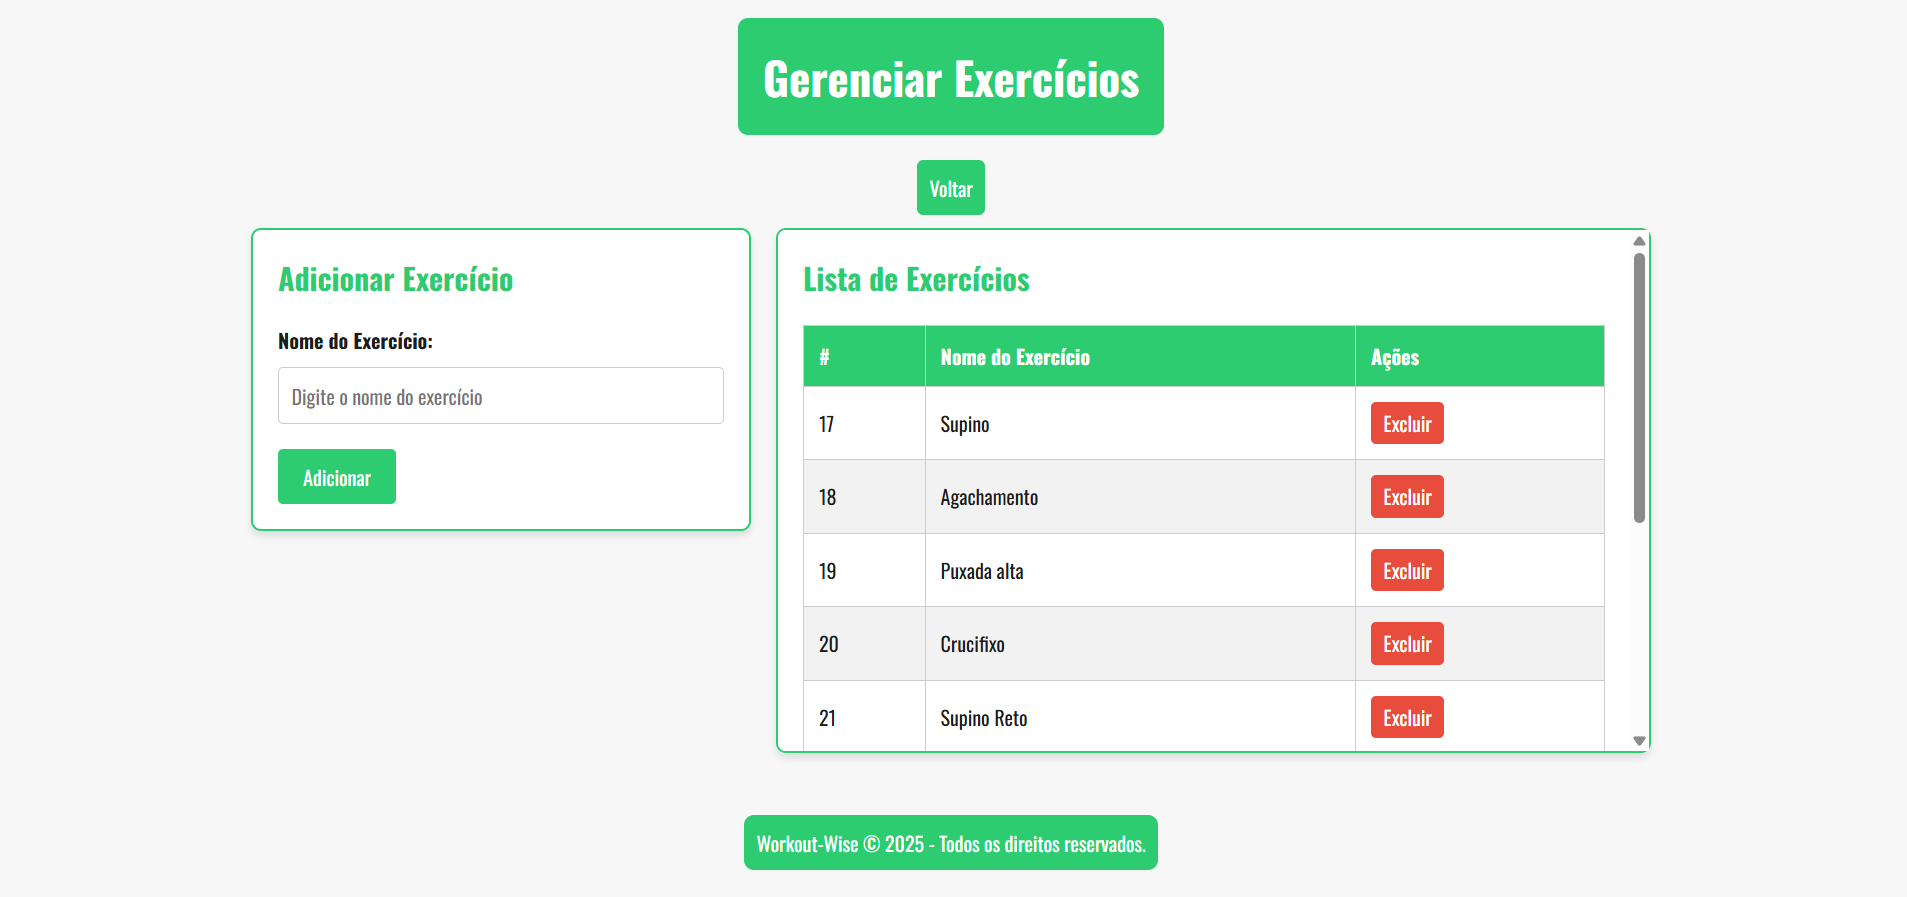 Gerenciar Exercícios
Voltar
Adicionar Exercício
Nome do Exercício:
Digite o nome do exercício
Adicionar
Lista de Exercícios
# Nome do Exercício Ações
17 Supino Excluir
18 Agachamento Excluir
19 Puxada alta Excluir
20 Crucifixo Excluir
21 Supino Reto Excluir
Workout-Wise © 2025 - Todos os direitos reservados.